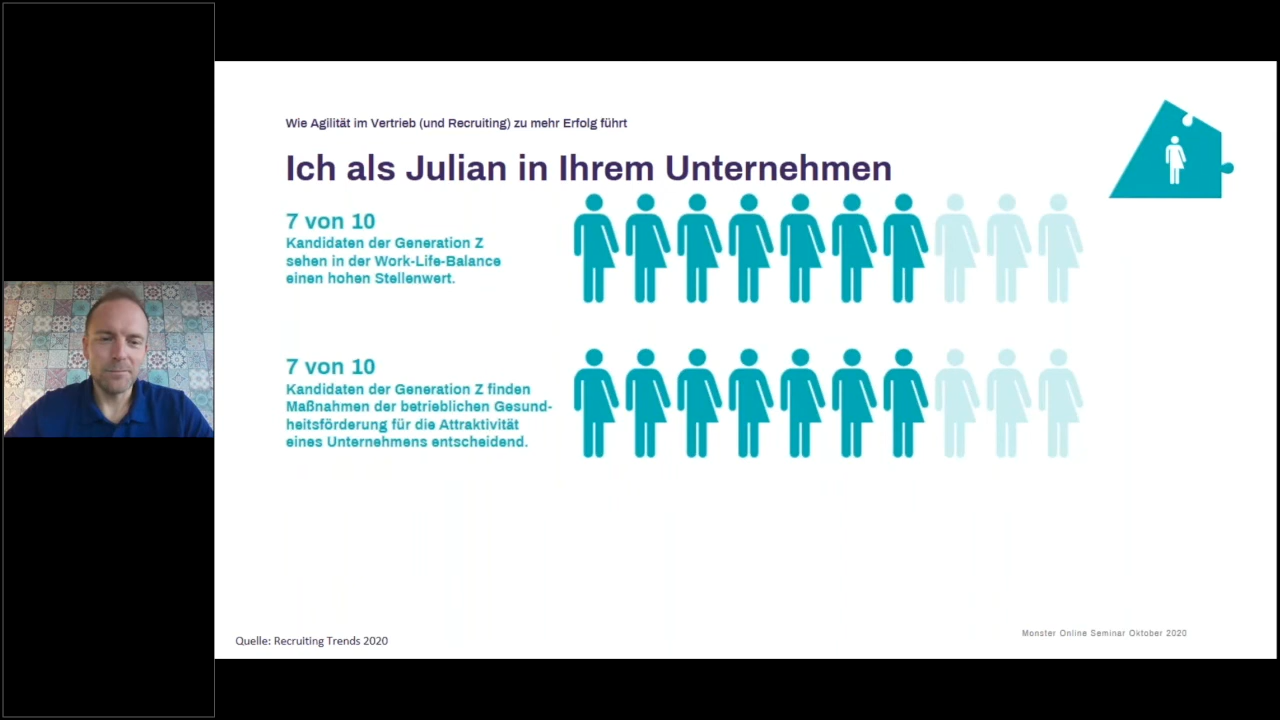 Wie Agilität im Vertrieb (und Recruiting) zu mehr Erfolg führt
Ich als Julian in Ihrem Unternehmen
7 von 10
Kandidaten der Generation Z
sehen in der Work-Life-Balance
einen hohen Stellenwert.
7 von 10
Kandidaten der Generation Z finden
Maßnahmen der betrieblichen Gesund-
heitsförderung für die Attraktivität
eines Unternehmens entscheidend.
Quelle: Recruiting Trends 2020
Monster Online Seminar Oktober 2020